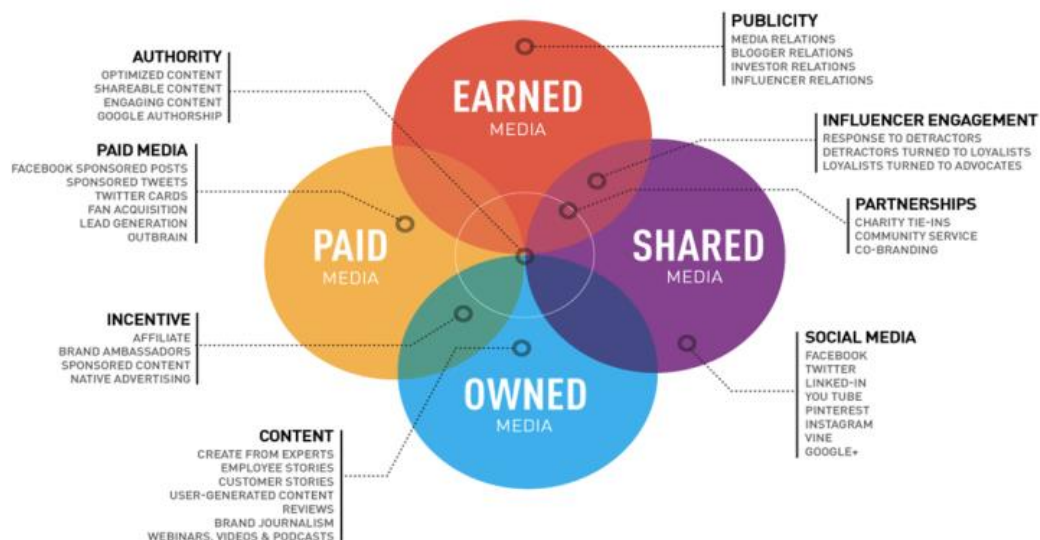 AUTHORITY
OPTIMIZED CONTENT
SHAREABLE CONTENT
ENGAGING CONTENT
GOOGLE AUTHORSHIP
PAID MEDIA
FACEBOOK SPONSORED POSTS
SPONSORED TWEETS
TWITTER CARDS
FAN ACQUISITION
LEAD GENERATION
OUTBRAIN
INCENTIVE
AFFILIATE
BRAND AMBASSADORS
SPONSORED CONTENT
NATIVE ADVERTISING
CONTENT
CREATE FROM EXPERTS
EMPLOYEE STORIES
CUSTOMER STORIES
USER-GENERATED CONTENT
REVIEWS
BRAND JOURNALISM
WEBINARS, VIDEOS & PODCASTS
EARNED
MEDIA
PAID
MEDIA
SHARED
MEDIA
OWNED
MEDIA
PUBLICITY
MEDIA RELATIONS
BLOGGER RELATIONS
INVESTOR RELATIONS
INFLUENCER RELATIONS
INFLUENCER ENGAGEMENT
RESPONSE TO DETRACTORS
DETRACTORS TURNED TO LOYALISTS
LOYALISTS TURNED TO ADVOCATES
PARTNERSHIPS
CHARITY TIE-INS
COMMUNITY SERVICE
CO-BRANDING
SOCIAL MEDIA
FACEBOOK
TWITTER
LINKED-IN
YOU TUBE
PINTEREST
INSTAGRAM
VINE
GOOGLE+